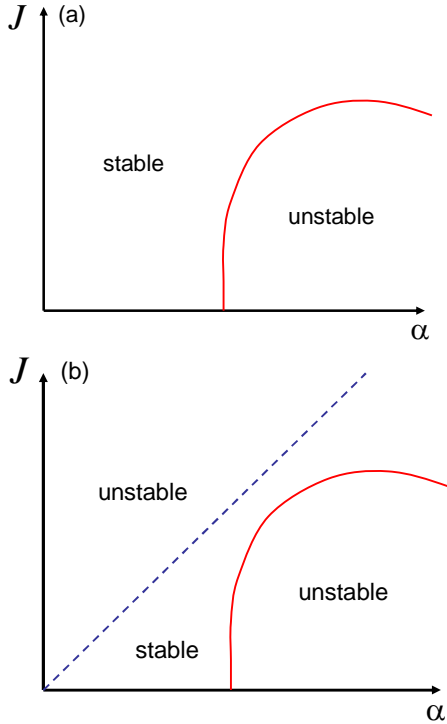 J (a)
stable
unstable
α
J (b)
unstable
unstable
stable
α